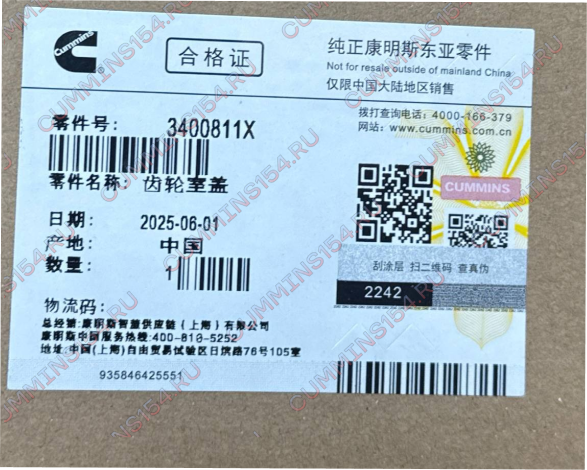 Cummins
合格证
纯正康明斯东亚零件
Not for resale outside of mainland China
仅限中国大陆地区销售
拨打查询电话：4000-166-379
网站：www.cummins.com.cn
零件号： 3400811X
零件名称：齿轮室盖
CUMMINS
日期： 2025-06-01
产地： 中国
数量： 1
刮涂层 扫二维码 查真伪
2242
物流码：
总经销:康明斯智慧供应链(上海)有限公司
康明斯中国服务热线:400-810-5252
地址:中国(上海)自由贸易试验区日滨路76号105室
935846425551
CUMMINS154.RU